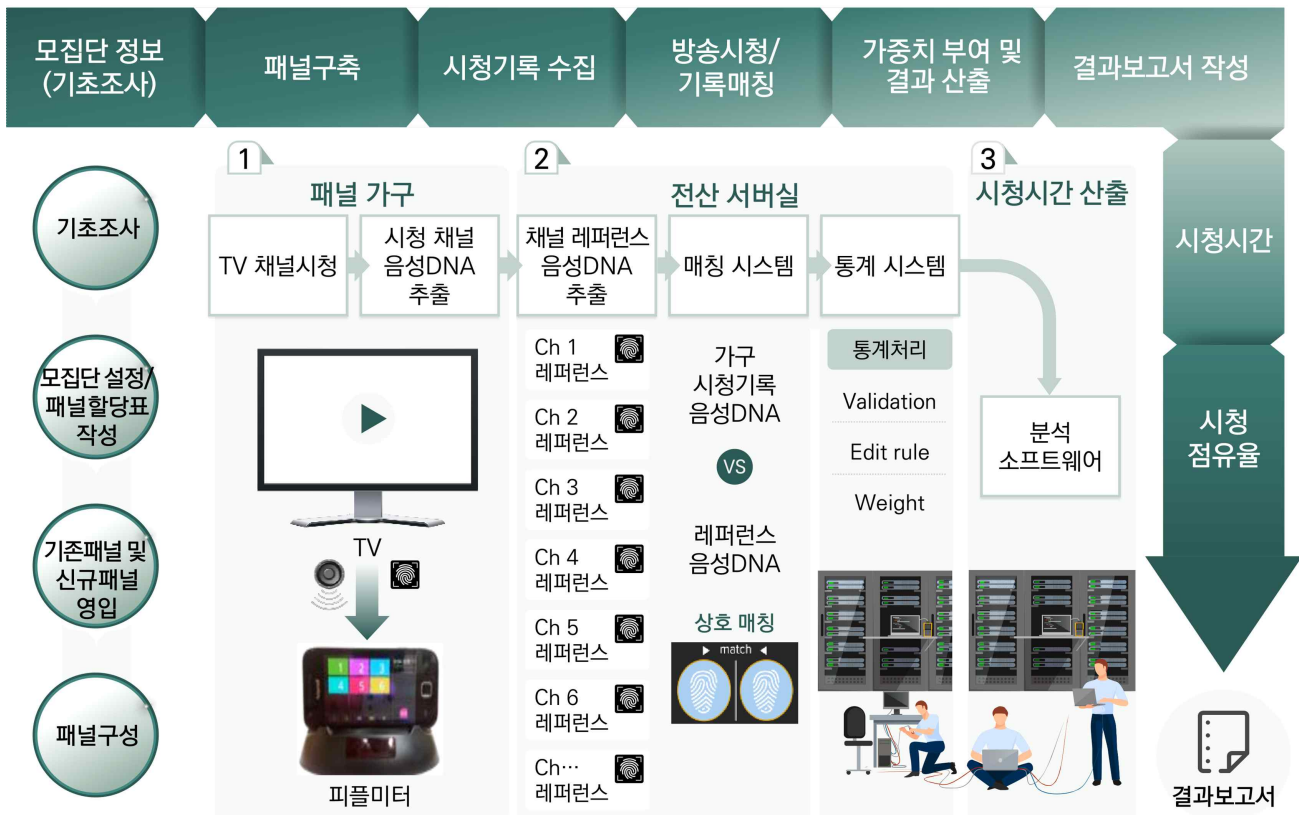 모집단 정보
(기초조사)
패널구축
시청기록 수집
방송시청/
기록매칭
가중치 부여 및
결과 산출
결과보고서 작성
기초조사
모집단 설정/
패널할당표
작성
기존패널 및
신규패널
영입
패널구성
1
패널 가구
TV 채널시청
시청 채널
음성DNA
추출
TV
1 2 3
4 5 6
피플미터
2
전산 서버실
채널 레퍼런스
음성DNA
추출
매칭 시스템
통계 시스템
Ch 1
레퍼런스
Ch 2
레퍼런스
Ch 3
레퍼런스
Ch 4
레퍼런스
Ch 5
레퍼런스
Ch 6
레퍼런스
Ch…
레퍼런스
가구
시청기록
음성DNA
VS
레퍼런스
음성DNA
상호 매칭
▶ match ◀
통계처리
Validation
Edit rule
Weight
3
시청시간 산출
분석
소프트웨어
시청시간
시청
점유율
결과보고서